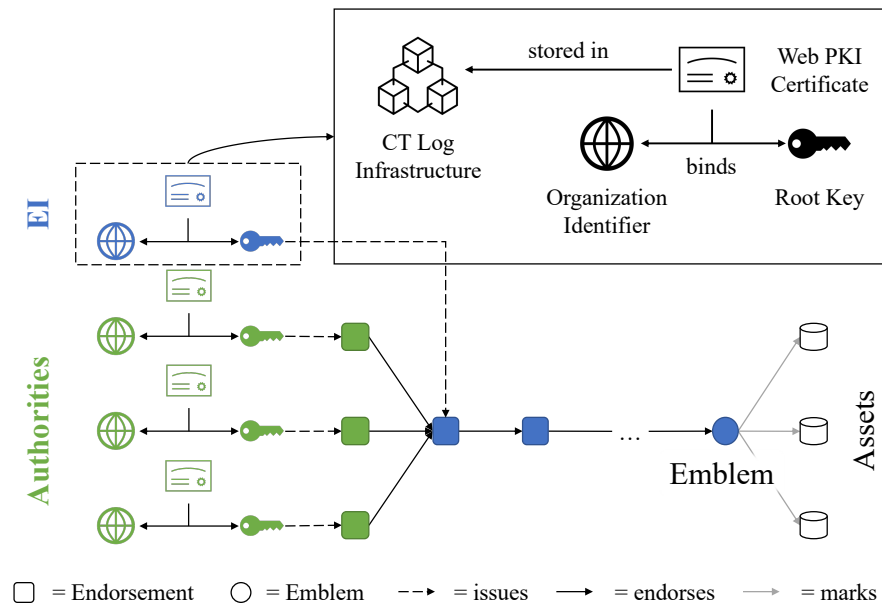 stored in
Web PKI
Certificate
CT Log
Infrastructure
binds
Organization
Identifier
Root Key
EI
Authorities
...
Emblem
Assets
= Endorsement
= Emblem
= issues
= endorses
= marks